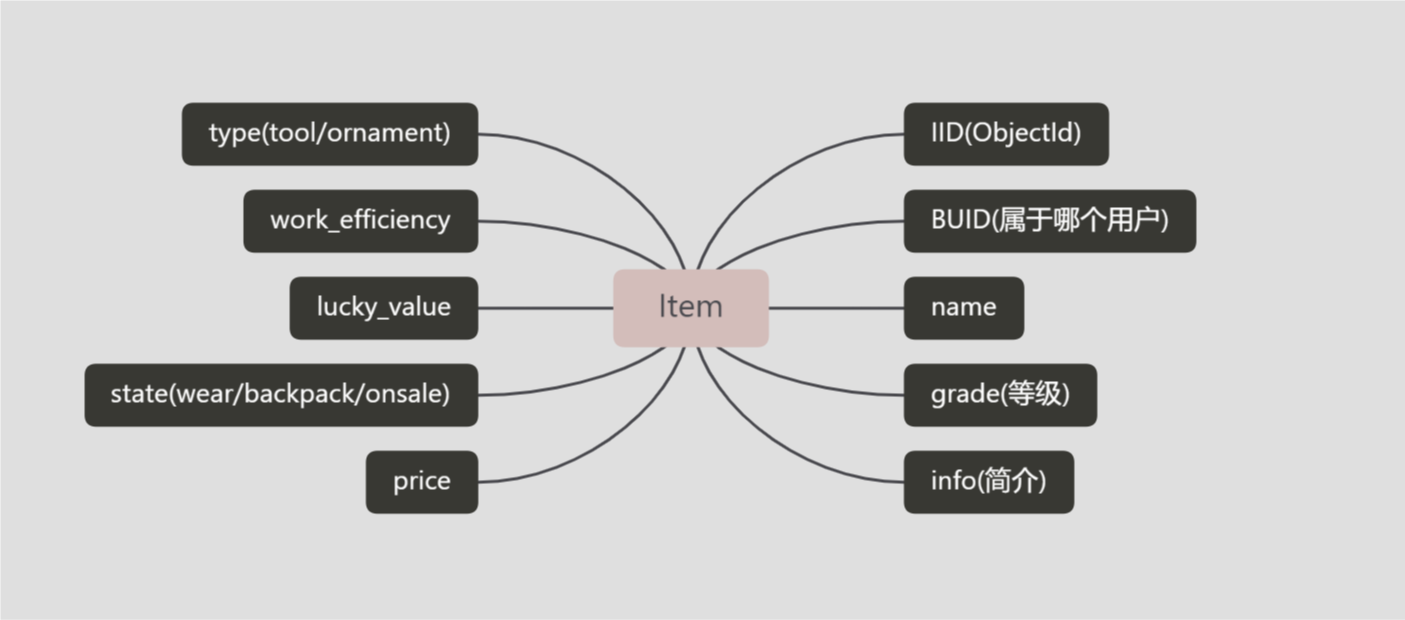 type(tool/ornament)
work_efficiency
lucky_value
state(wear/backpack/onsale)
price
Item
IID(ObjectId)
BUID(属于哪个用户)
name
grade(等级)
info(简介)